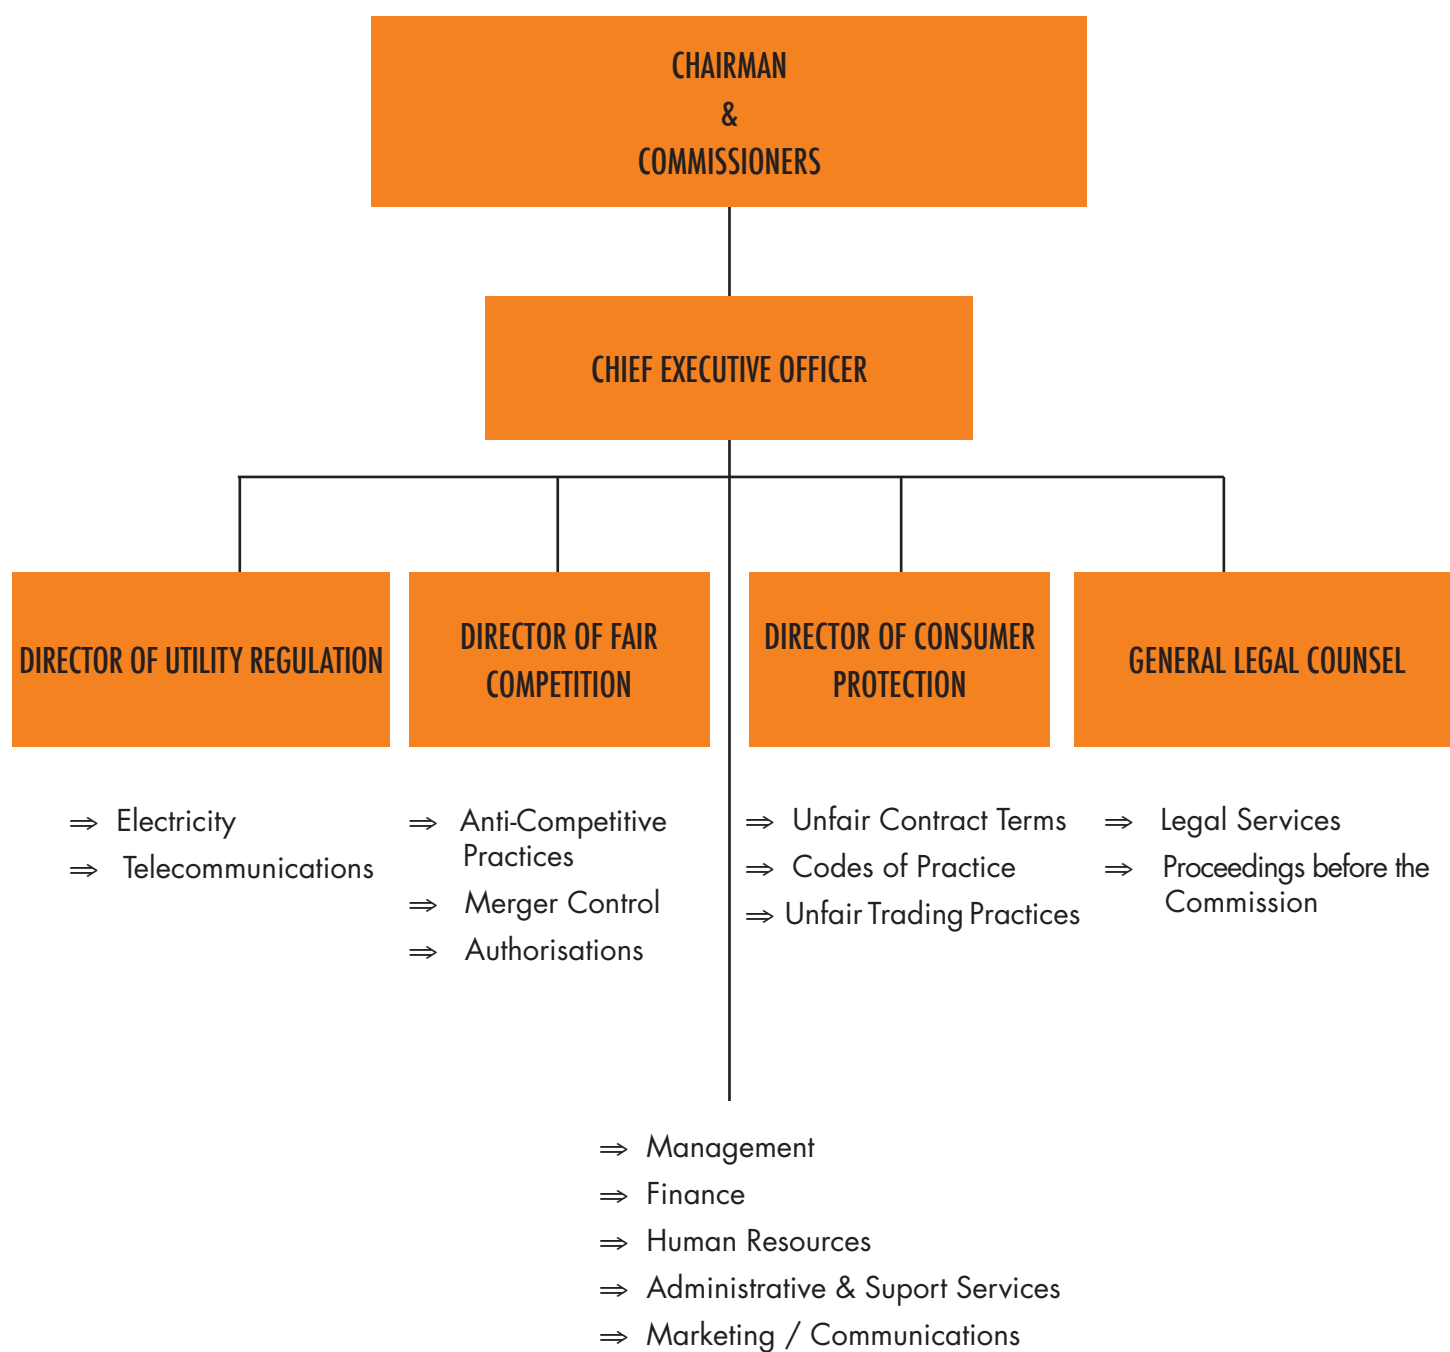 CHAIRMAN
&
COMMISSIONERS
CHIEF EXECUTIVE OFFICER
DIRECTOR OF UTILITY REGULATION
DIRECTOR OF FAIR
COMPETITION
DIRECTOR OF CONSUMER
PROTECTION
GENERAL LEGAL COUNSEL
⇒ Electricity
⇒ Telecommunications
⇒ Anti-Competitive
Practices
⇒ Merger Control
⇒ Authorisations
⇒ Unfair Contract Terms
⇒ Codes of Practice
⇒ Unfair Trading Practices
⇒ Legal Services
⇒ Proceedings before the
Commission
⇒ Management
⇒ Finance
⇒ Human Resources
⇒ Administrative & Suport Services
⇒ Marketing / Communications